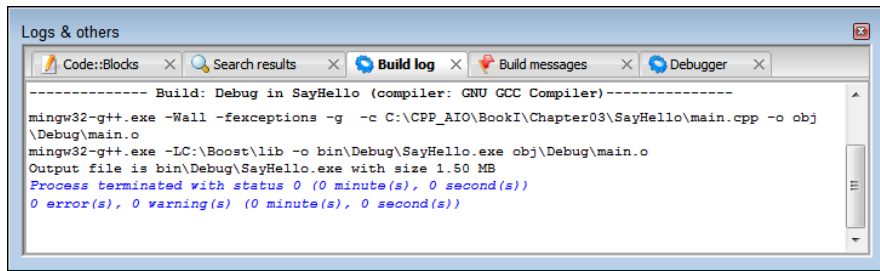 Logs & others
Code::Blocks Search results Build log Build messages Debugger
-------------- Build: Debug in SayHello (compiler: GNU GCC Compiler)---------------
mingw32-g++.exe -Wall -fexceptions -g  -c C:\CPP_AIO\BookI\Chapter03\SayHello\main.cpp -o obj
\Debug\main.o
mingw32-g++.exe -LC:\Boost\lib -o bin\Debug\SayHello.exe obj\Debug\main.o
Output file is bin\Debug\SayHello.exe with size 1.50 MB
Process terminated with status 0 (0 minute(s), 0 second(s))
0 error(s), 0 warning(s) (0 minute(s), 0 second(s))